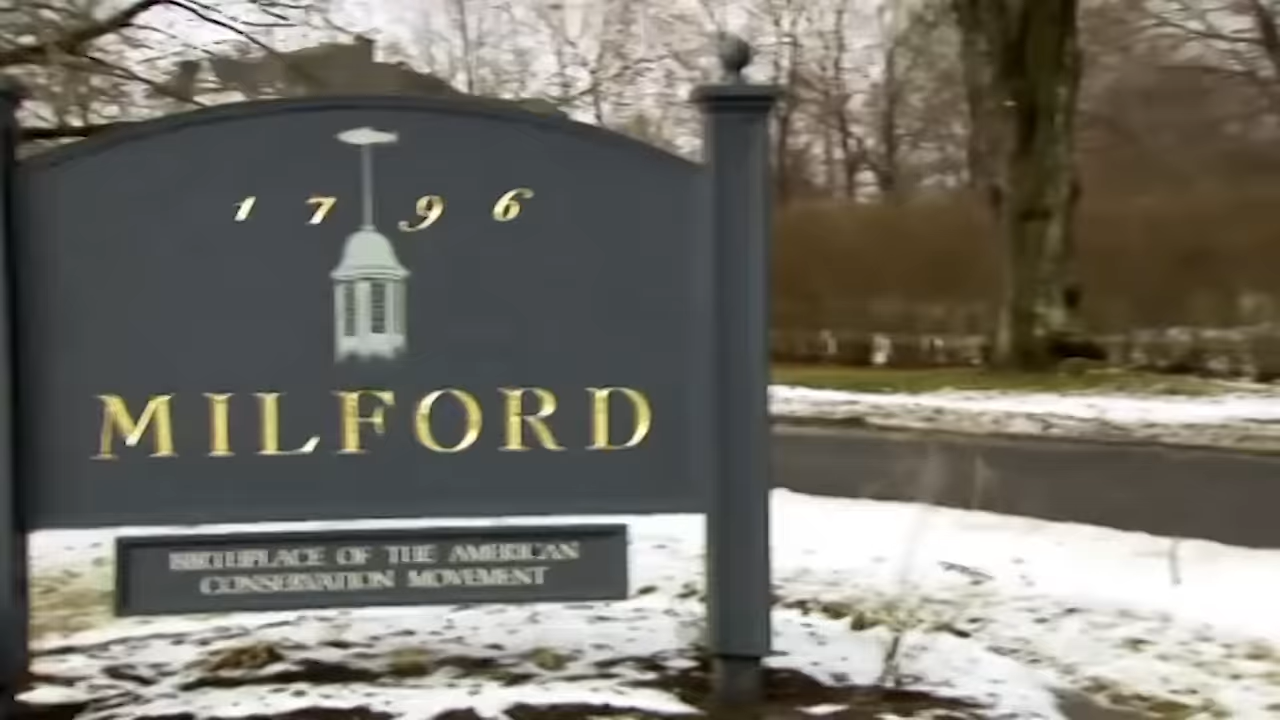 1796
MILFORD
BIRTHPLACE OF THE AMERICAN
CONSERVATION MOVEMENT